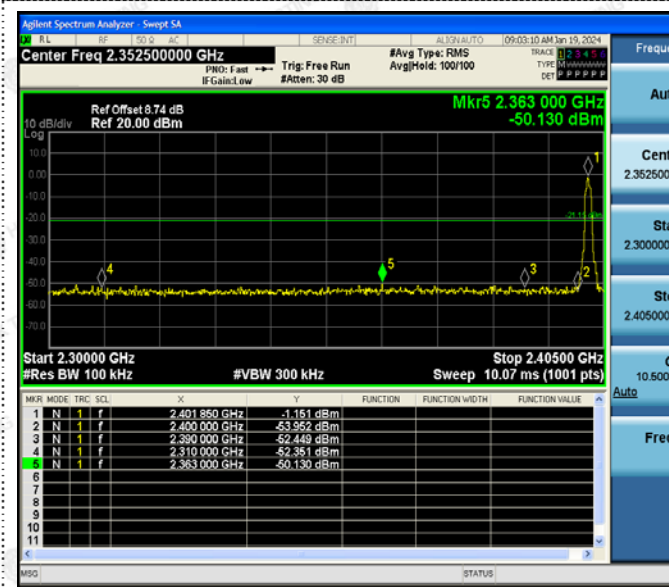 Agilent Spectrum Analyzer - Swept SA
RL RF 50 Ω AC SENSE:INT ALIGN AUTO 09:03:10 AM Jan 19, 2024
Center Freq 2.352500000 GHz #Avg Type: RMS TRACE 1 2 3 4 5 6
PNO: Fast Trig: Free Run Avg|Hold: 100/100 TYPE M
IFGain:Low #Atten: 30 dB DET P P P P P P
Ref Offset 8.74 dB Mkr5 2.363 000 GHz
10 dB/div Ref 20.00 dBm -50.130 dBm
Log
10.0
0.00
-10.0
-20.0
-30.0
-40.0
-50.0
-60.0
-70.0
1
4
5
3
2
Start 2.30000 GHz Stop 2.40500 GHz
#Res BW 100 kHz #VBW 300 kHz Sweep 10.07 ms (1001 pts)
MKR MODE TRC SCL X Y FUNCTION FUNCTION WIDTH FUNCTION VALUE
1 N 1 f 2.401 850 GHz -1.151 dBm
2 N 1 f 2.400 000 GHz -53.952 dBm
3 N 1 f 2.390 000 GHz -52.449 dBm
4 N 1 f 2.310 000 GHz -52.351 dBm
5 N 1 f 2.363 000 GHz -50.130 dBm
6
7
8
9
10
11
MSG STATUS
Freque
Aut
Cent
2.352500
Sta
2.300000
Sto
2.405000
10.500
Auto
Fred